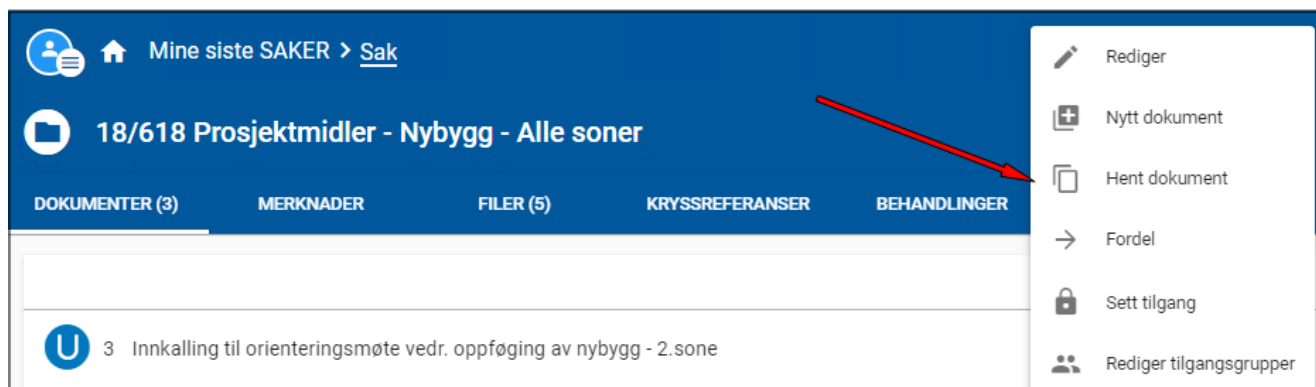 Mine siste SAKER > Sak
18/618 Prosjektmidler - Nybygg - Alle soner
DOKUMENTER (3) MERKNADER FILER (5) KRYSSREFERANSER BEHANDLINGER
3 Innkalling til orienteringsmøte vedr. oppføging av nybygg - 2.sone
U
Rediger
Nytt dokument
Hent dokument
Fordel
Sett tilgang
Rediger tilgangsgrupper